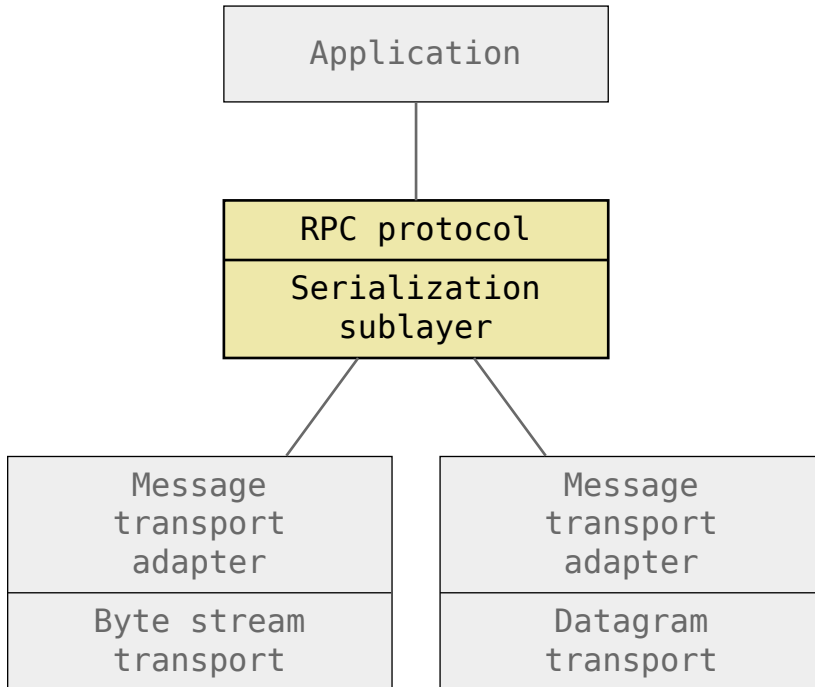 Application
RPC protocol
Serialization
sublayer
Message
transport
adapter
Byte stream
transport
Message
transport
adapter
Datagram
transport